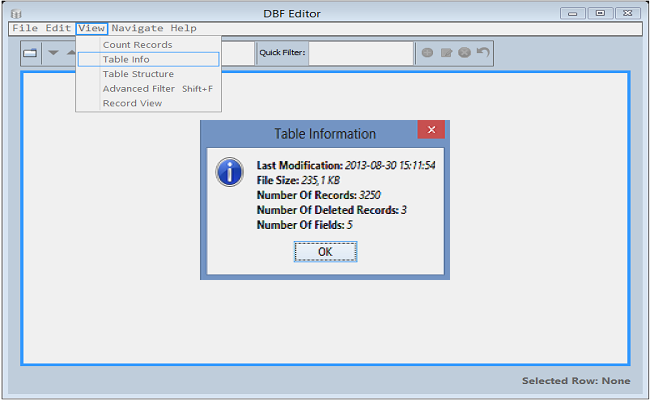 DBF Editor
File Edit View Navigate Help
Quick Filter:
Count Records
Table Info
Table Structure
Advanced Filter Shift+F
Record View
Table Information
Last Modification: 2013-08-30 15:11:54
File Size: 235,1 KB
Number Of Records: 3250
Number Of Deleted Records: 3
Number Of Fields: 5
OK
Selected Row: None